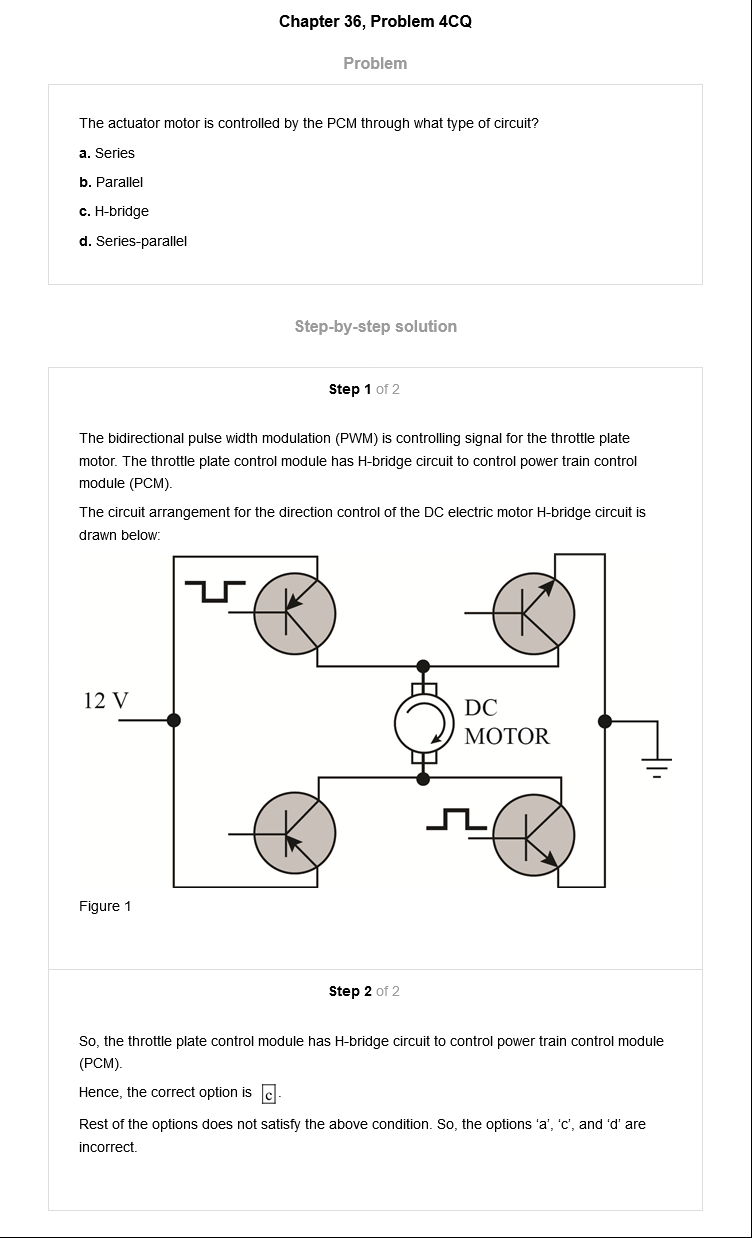 Chapter 36, Problem 4CQ
Problem
The actuator motor is controlled by the PCM through what type of circuit?
a. Series
b. Parallel
c. H-bridge
d. Series-parallel
Step-by-step solution
Step 1 of 2
The bidirectional pulse width modulation (PWM) is controlling signal for the throttle plate
motor. The throttle plate control module has H-bridge circuit to control power train control
module (PCM).
The circuit arrangement for the direction control of the DC electric motor H-bridge circuit is
drawn below:
12 V
DC
MOTOR
Figure 1
Step 2 of 2
So, the throttle plate control module has H-bridge circuit to control power train control module
(PCM).
Hence, the correct option is c.
Rest of the options does not satisfy the above condition. So, the options ‘a’, ‘c’, and ‘d’ are
incorrect.